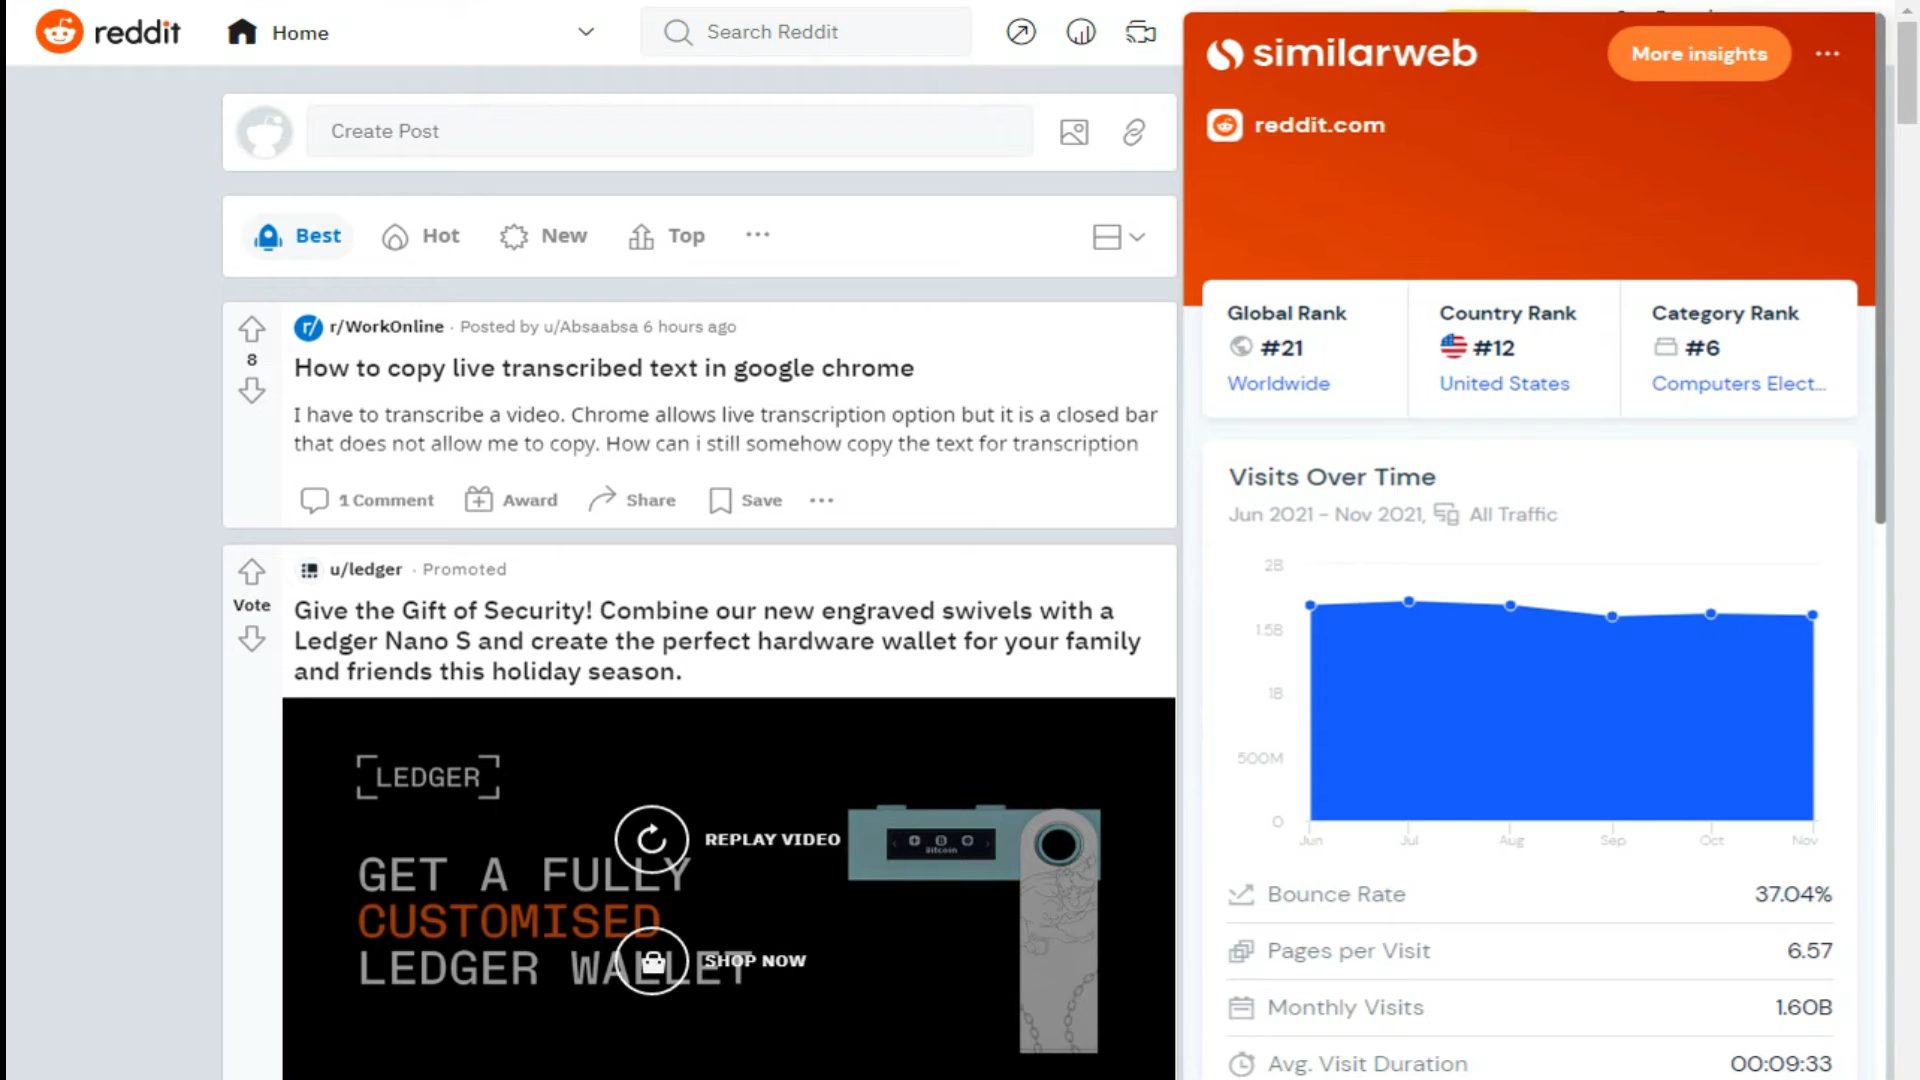 reddit
Home
Search Reddit
Create Post
Best
Hot
New
Top
r/WorkOnline · Posted by u/Absaabsa 6 hours ago
8
How to copy live transcribed text in google chrome
I have to transcribe a video. Chrome allows live transcription option but it is a closed bar
that does not allow me to copy. How can i still somehow copy the text for transcription
1 Comment
Award
Share
Save
u/ledger · Promoted
Vote
Give the Gift of Security! Combine our new engraved swivels with a
Ledger Nano S and create the perfect hardware wallet for your family
and friends this holiday season.
LEDGER
REPLAY VIDEO
Bitcoin
GET A FULLY
CUSTOMISED
LEDGER WALLET
SHOP NOW
similarweb
More insights
reddit.com
Global Rank
#21
Worldwide
Country Rank
#12
United States
Category Rank
#6
Computers Elect...
Visits Over Time
Jun 2021 - Nov 2021, All Traffic
2B
1.5B
1B
500M
0
Jun Jul Aug Sep Oct Nov
Bounce Rate 37.04%
Pages per Visit 6.57
Monthly Visits 1.60B
Avg. Visit Duration 00:09:33